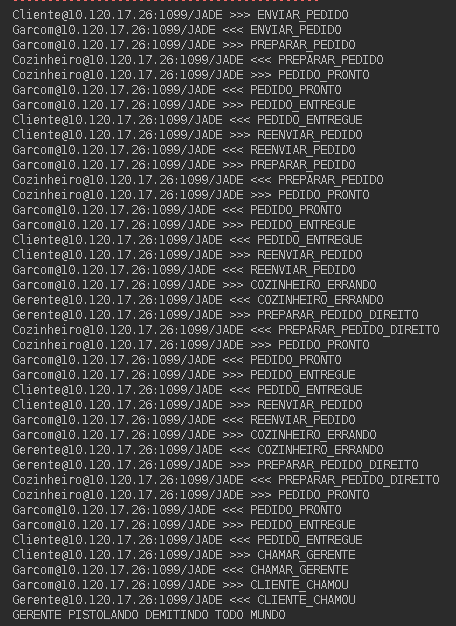 Cliente@10.120.17.26:1099/JADE >>> ENVIAR_PEDIDO
Garcom@10.120.17.26:1099/JADE <<< ENVIAR_PEDIDO
Garcom@10.120.17.26:1099/JADE >>> PREPARAR_PEDIDO
Cozinheiro@10.120.17.26:1099/JADE <<< PREPARAR_PEDIDO
Cozinheiro@10.120.17.26:1099/JADE >>> PEDIDO_PRONTO
Garcom@10.120.17.26:1099/JADE <<< PEDIDO_PRONTO
Garcom@10.120.17.26:1099/JADE >>> PEDIDO_ENTREGUE
Cliente@10.120.17.26:1099/JADE <<< PEDIDO_ENTREGUE
Cliente@10.120.17.26:1099/JADE >>> REENVIAR_PEDIDO
Garcom@10.120.17.26:1099/JADE <<< REENVIAR_PEDIDO
Garcom@10.120.17.26:1099/JADE >>> PREPARAR_PEDIDO
Cozinheiro@10.120.17.26:1099/JADE <<< PREPARAR_PEDIDO
Cozinheiro@10.120.17.26:1099/JADE >>> PEDIDO_PRONTO
Garcom@10.120.17.26:1099/JADE <<< PEDIDO_PRONTO
Garcom@10.120.17.26:1099/JADE >>> PEDIDO_ENTREGUE
Cliente@10.120.17.26:1099/JADE <<< PEDIDO_ENTREGUE
Cliente@10.120.17.26:1099/JADE >>> REENVIAR_PEDIDO
Garcom@10.120.17.26:1099/JADE <<< REENVIAR_PEDIDO
Garcom@10.120.17.26:1099/JADE >>> COZINHEIRO_ERRANDO
Gerente@10.120.17.26:1099/JADE <<< COZINHEIRO_ERRANDO
Gerente@10.120.17.26:1099/JADE >>> PREPARAR_PEDIDO_DIREITO
Cozinheiro@10.120.17.26:1099/JADE <<< PREPARAR_PEDIDO_DIREITO
Cozinheiro@10.120.17.26:1099/JADE >>> PEDIDO_PRONTO
Garcom@10.120.17.26:1099/JADE <<< PEDIDO_PRONTO
Garcom@10.120.17.26:1099/JADE >>> PEDIDO_ENTREGUE
Cliente@10.120.17.26:1099/JADE <<< PEDIDO_ENTREGUE
Cliente@10.120.17.26:1099/JADE >>> REENVIAR_PEDIDO
Garcom@10.120.17.26:1099/JADE <<< REENVIAR_PEDIDO
Garcom@10.120.17.26:1099/JADE >>> COZINHEIRO_ERRANDO
Gerente@10.120.17.26:1099/JADE <<< COZINHEIRO_ERRANDO
Gerente@10.120.17.26:1099/JADE >>> PREPARAR_PEDIDO_DIREITO
Cozinheiro@10.120.17.26:1099/JADE <<< PREPARAR_PEDIDO_DIREITO
Cozinheiro@10.120.17.26:1099/JADE >>> PEDIDO_PRONTO
Garcom@10.120.17.26:1099/JADE <<< PEDIDO_PRONTO
Garcom@10.120.17.26:1099/JADE >>> PEDIDO_ENTREGUE
Cliente@10.120.17.26:1099/JADE <<< PEDIDO_ENTREGUE
Cliente@10.120.17.26:1099/JADE >>> CHAMAR_GERENTE
Garcom@10.120.17.26:1099/JADE <<< CHAMAR_GERENTE
Garcom@10.120.17.26:1099/JADE >>> CLIENTE_CHAMOU
Gerente@10.120.17.26:1099/JADE <<< CLIENTE_CHAMOU
GERENTE PISTOLANDO DEMITINDO TODO MUNDO